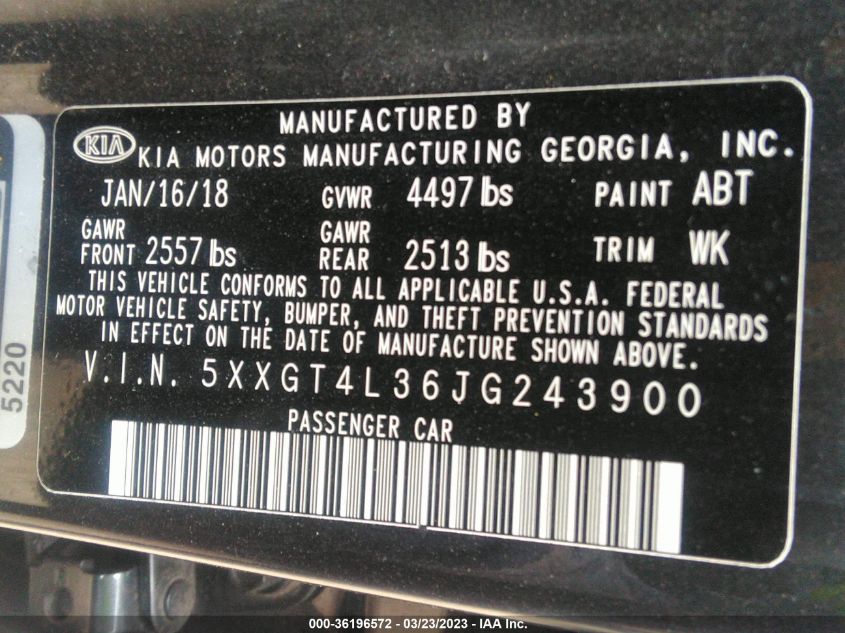 MANUFACTURED BY
KIA KIA MOTORS MANUFACTURING GEORGIA, INC.
JAN/16/18 GVWR 4497 lbs PAINT ABT
GAWR FRONT 2557 lbs GAWR REAR 2513 lbs TRIM WK
THIS VEHICLE CONFORMS TO ALL APPLICABLE U.S.A. FEDERAL
MOTOR VEHICLE SAFETY, BUMPER, AND THEFT PREVENTION STANDARDS
IN EFFECT ON THE DATE OF MANUFACTURE SHOWN ABOVE.
V.I.N. 5XXGT4L36JG243900
PASSENGER CAR
5220
000-36196572 — 03/23/2023 — IAA Inc.